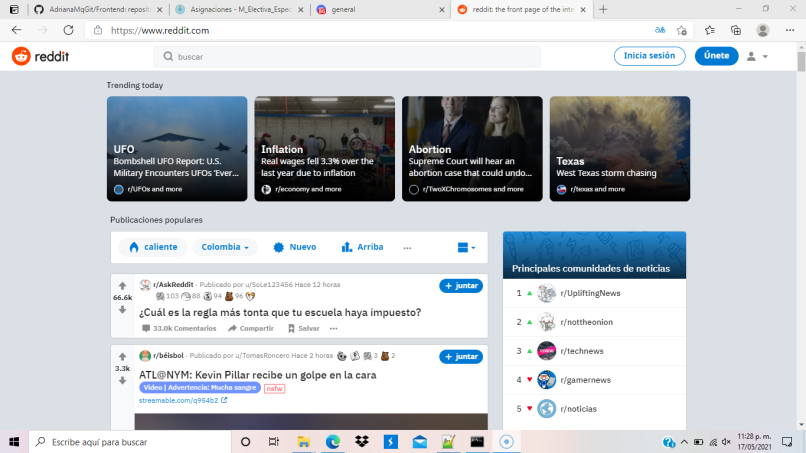 AdrianaMqGit/Frontend: reposit
Asignaciones - M_Electiva_Espec
general
reddit: the front page of the inte
https://www.reddit.com
reddit
buscar
Inicia sesión
Únete
Trending today
UFO
Bombshell UFO Report: U.S.
Military Encounters UFOs 'Ever...
r/UFOs and more
Inflation
Real wages fell 3.3% over the
last year due to inflation
r/economy and more
Abortion
Supreme Court will hear an
abortion case that could undo...
r/TwoXChromosomes and more
Texas
West Texas storm chasing
r/texas and more
Publicaciones populares
caliente
Colombia
Nuevo
Arriba
66.6k
r/AskReddit · Publicado por u/SoLe123456 Hace 12 horas
103 88 94 96
+ juntar
¿Cuál es la regla más tonta que tu escuela haya impuesto?
33.0k Comentarios
Compartir
Salvar
3.3k
r/béisbol · Publicado por u/TomasRoncero Hace 2 horas
3 2
+ juntar
ATL@NYM: Kevin Pillar recibe un golpe en la cara
Video | Advertencia: Mucha sangre
nsfw
streamable.com/q954b2
Principales comunidades de noticias
1 r/UpliftingNews
2 r/nottheonion
3 r/technews
4 r/gamernews
5 r/noticias
Escribe aquí para buscar
11:28 p. m.
17/05/2021